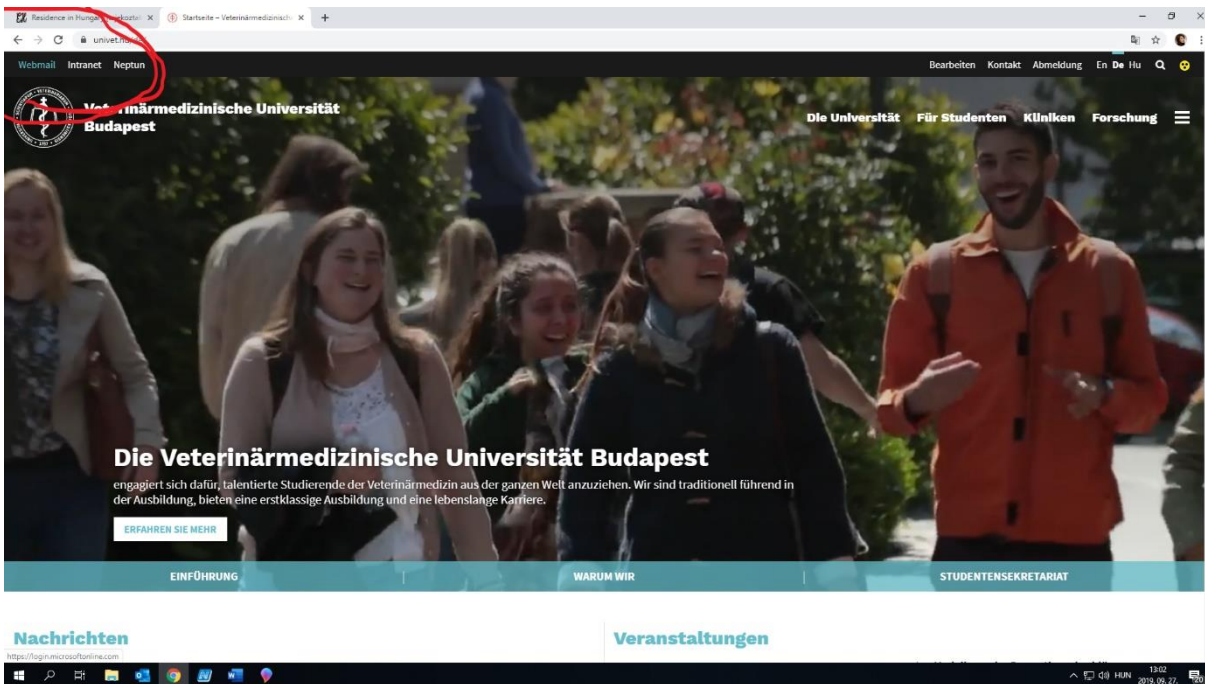 Residence in Hungary
Startseite – Veterinärmedizinisch
univet.hu
Webmail Intranet Neptun
Bearbeiten Kontakt Abmeldung En De Hu
Veterinärmedizinische Universität
Budapest
Die Universität Für Studenten Kliniken Forschung
Die Veterinärmedizinische Universität Budapest
engagiert sich dafür, talentierte Studierende der Veterinärmedizin aus der ganzen Welt anzuziehen. Wir sind traditionell führend in
der Ausbildung, bieten eine erstklassige Ausbildung und eine lebenslange Karriere.
ERFAHREN SIE MEHR
EINFÜHRUNG WARUM WIR STUDENTENSEKRETARIAT
Nachrichten Veranstaltungen
https://login.microsoftonline.com
HUN
13:02
2019. 09. 27.